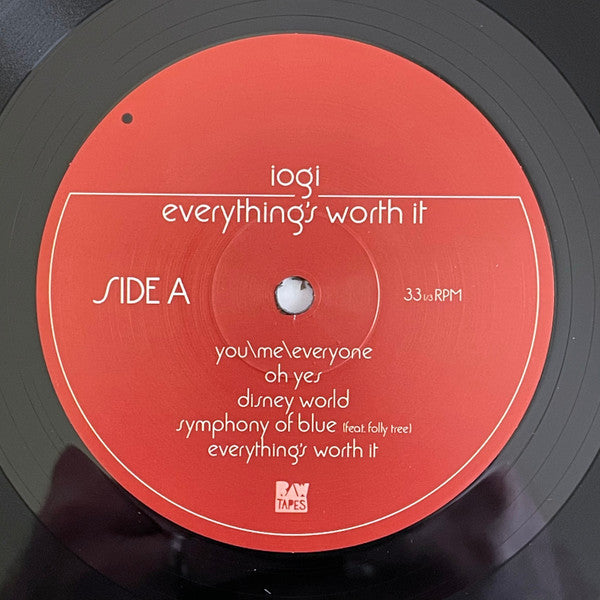 iogi
everything's worth it
SIDE A
33 1/3 RPM
you\me\everyone
oh yes
disney world
symphony of blue (feat. folly tree)
everything's worth it
RAW
TAPES